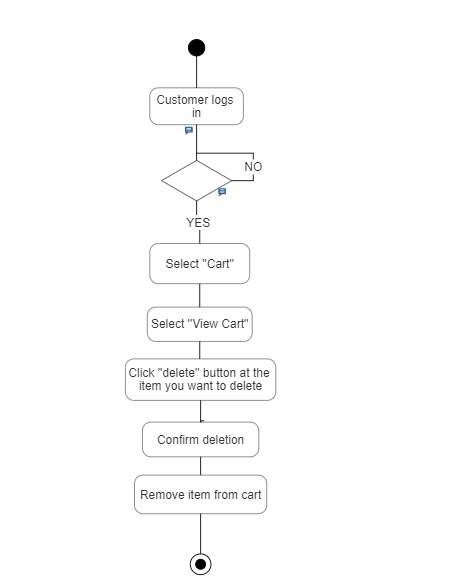 Customer logs
in
NO
YES
Select "Cart"
Select "View Cart"
Click "delete" button at the
item you want to delete
Confirm deletion
Remove item from cart